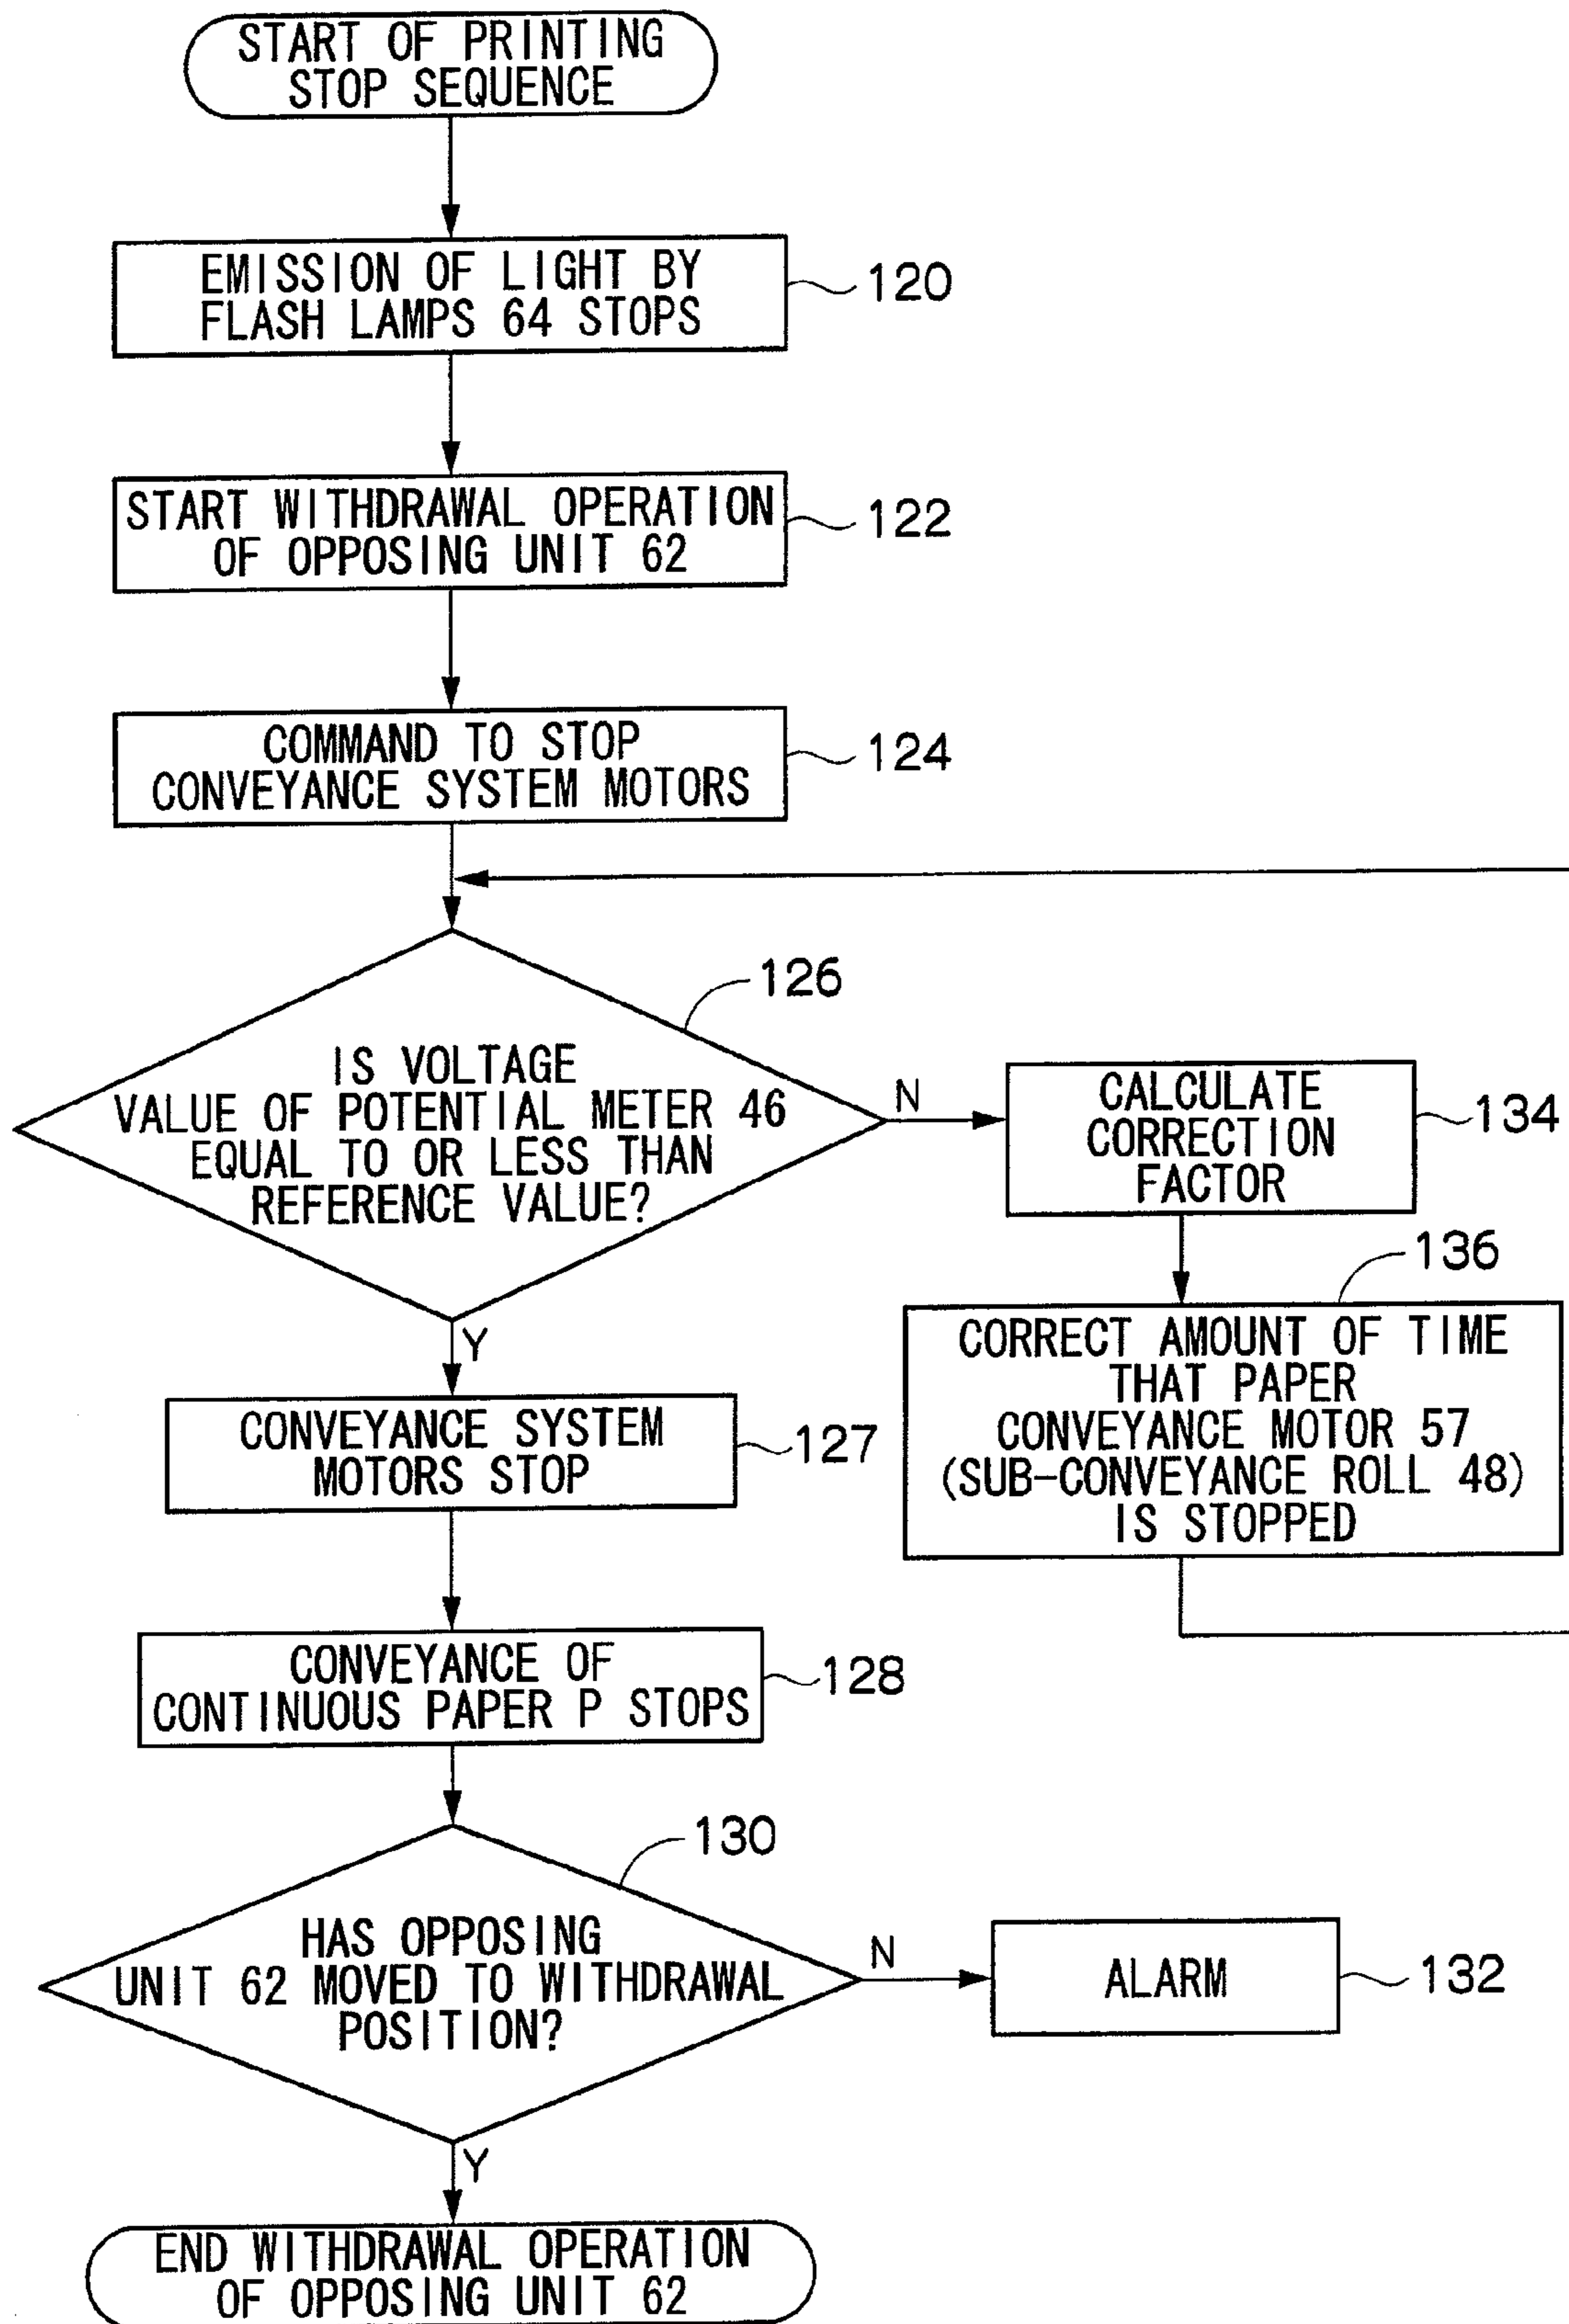 START OF PRINTING
STOP SEQUENCE
EMISSION OF LIGHT BY
FLASH LAMPS 64 STOPS
120
START WITHDRAWAL OPERATION
OF OPPOSING UNIT 62
122
COMMAND TO STOP
CONVEYANCE SYSTEM MOTORS
124
126
IS VOLTAGE
VALUE OF POTENTIAL METER 46
EQUAL TO OR LESS THAN
REFERENCE VALUE?
N
CALCULATE
CORRECTION
FACTOR
134
136
CORRECT AMOUNT OF TIME
THAT PAPER
CONVEYANCE MOTOR 57
(SUB-CONVEYANCE ROLL 48)
IS STOPPED
Y
CONVEYANCE SYSTEM
MOTORS STOP
127
CONVEYANCE OF
CONTINUOUS PAPER P STOPS
128
130
HAS OPPOSING
UNIT 62 MOVED TO WITHDRAWAL
POSITION?
N
ALARM
132
Y
END WITHDRAWAL OPERATION
OF OPPOSING UNIT 62